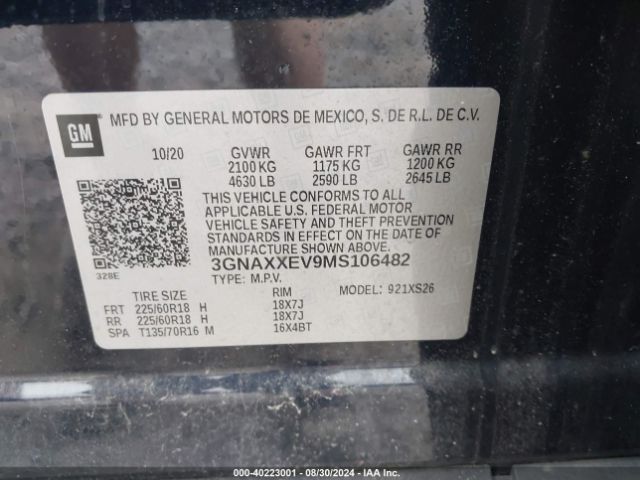 GM
MFD BY GENERAL MOTORS DE MEXICO, S. DE R.L. DE C.V.
10/20 GVWR GAWR FRT GAWR RR
2100 KG 1175 KG 1200 KG
4630 LB 2590 LB 2645 LB
THIS VEHICLE CONFORMS TO ALL
APPLICABLE U.S. FEDERAL MOTOR
VEHICLE SAFETY AND THEFT PREVENTION
STANDARDS IN EFFECT ON THE DATE OF
MANUFACTURE SHOWN ABOVE.
328E 3GNAXXEV9MS106482
TYPE: M.P.V. MODEL: 921XS26
TIRE SIZE RIM
FRT 225/60R18 H 18X7J
RR 225/60R18 H 18X7J
SPA T135/70R16 M 16X4BT
000-40223001 - 08/30/2024 - IAA Inc.